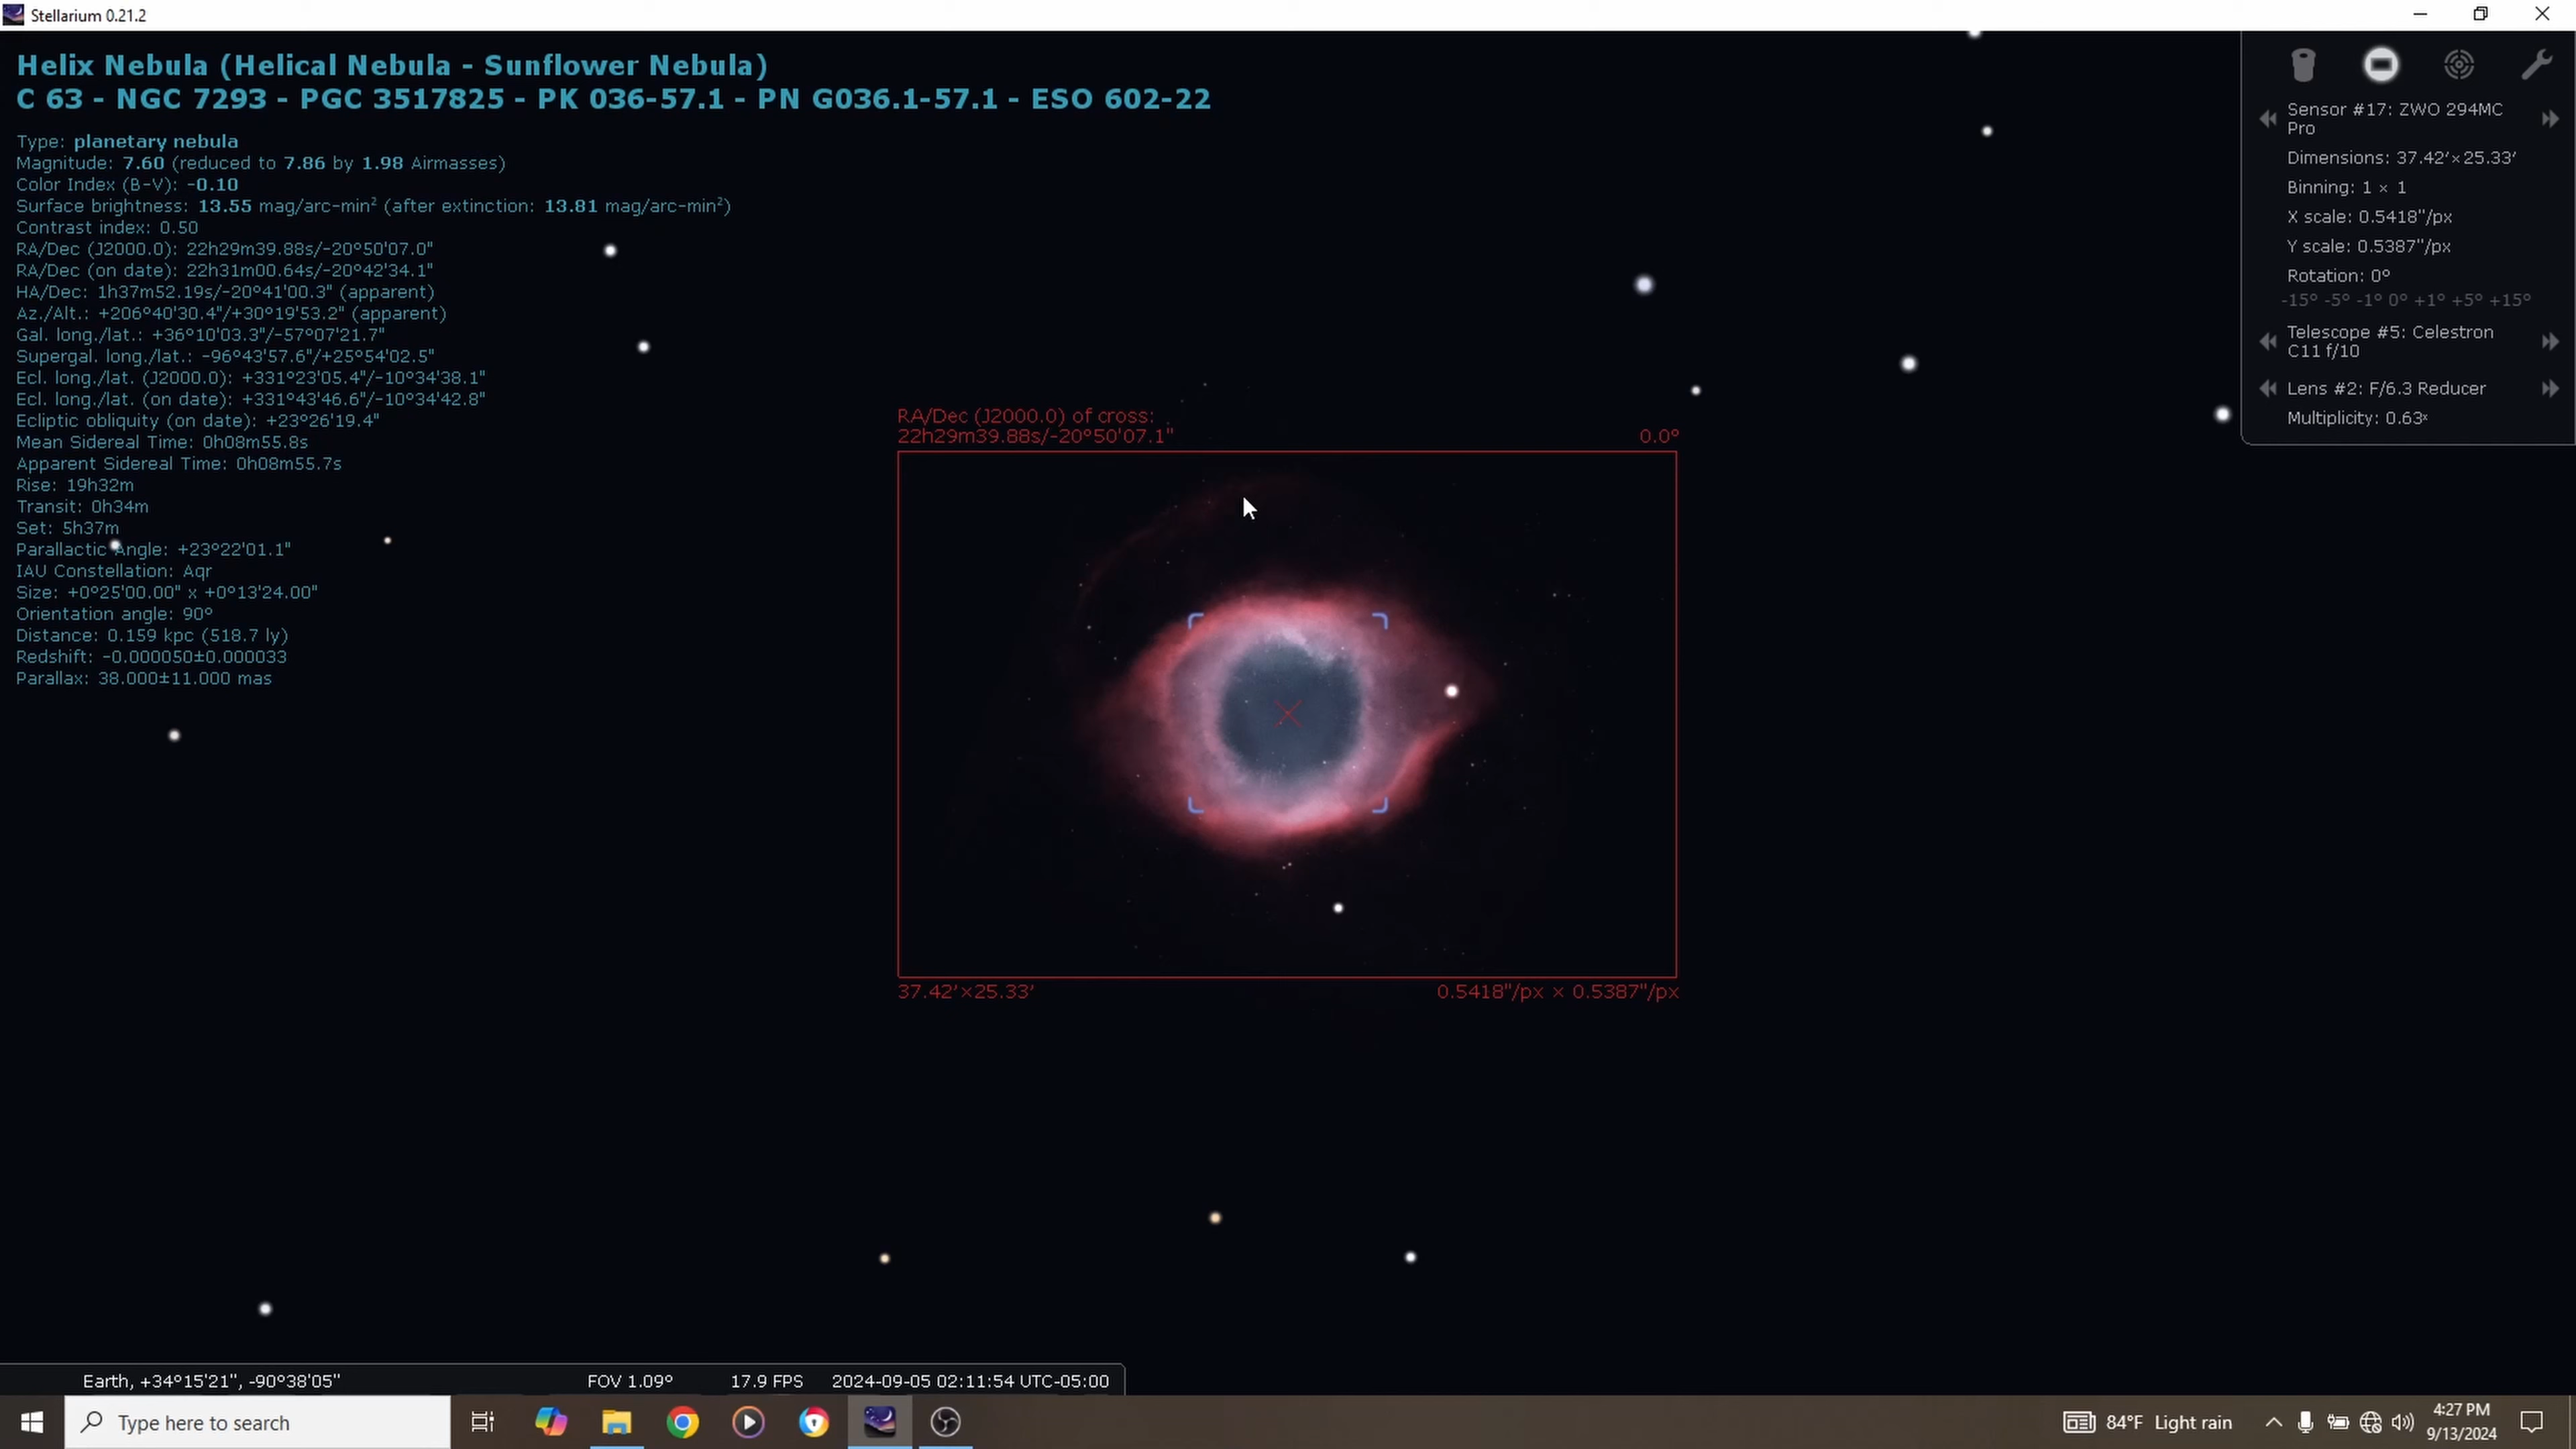 Stellarium 0.21.2
Helix Nebula (Helical Nebula - Sunflower Nebula)
C 63 - NGC 7293 - PGC 3517825 - PK 036-57.1 - PN G036.1-57.1 - ESO 602-22
Type: planetary nebula
Magnitude: 7.60 (reduced to 7.86 by 1.98 Airmasses)
Color Index (B-V): -0.10
Surface brightness: 13.55 mag/arc-min² (after extinction: 13.81 mag/arc-min²)
Contrast index: 0.50
RA/Dec (J2000.0): 22h29m39.88s/-20°50'07.0"
RA/Dec (on date): 22h31m00.64s/-20°42'34.1"
HA/Dec: 1h37m52.19s/-20°41'00.3" (apparent)
Az./Alt.: +206°40'30.4"/+30°19'53.2" (apparent)
Gal. long./lat.: +36°10'03.3"/-57°07'21.7"
Supergal. long./lat.: -96°43'57.6"/+25°54'02.5"
Ecl. long./lat. (J2000.0): +331°23'05.4"/-10°34'38.1"
Ecl. long./lat. (on date): +331°43'46.6"/-10°34'42.8"
Ecliptic obliquity (on date): +23°26'19.4"
Mean Sidereal Time: 0h08m55.8s
Apparent Sidereal Time: 0h08m55.7s
Rise: 19h32m
Transit: 0h34m
Set: 5h37m
Parallactic Angle: +23°22'01.1"
IAU Constellation: Aqr
Size: +0°25'00.00" x +0°13'24.00"
Orientation angle: 90°
Distance: 0.159 kpc (518.7 ly)
Redshift: -0.000050±0.000033
Parallax: 38.000±11.000 mas
RA/Dec (J2000.0) of cross:
22h29m39.88s/-20°50'07.1" 0.0°
37.42'×25.33' 0.5418"/px × 0.5387"/px
Sensor #17: ZWO 294MC
Pro
Dimensions: 37.42'×25.33'
Binning: 1 × 1
X scale: 0.5418"/px
Y scale: 0.5387"/px
Rotation: 0°
-15° -5° -1° 0° +1° +5° +15°
Telescope #5: Celestron
C11 f/10
Lens #2: F/6.3 Reducer
Multiplicity: 0.63ˣ
Earth, +34°15'21", -90°38'05" FOV 1.09° 17.9 FPS 2024-09-05 02:11:54 UTC-05:00
Type here to search
84°F Light rain
4:27 PM
9/13/2024